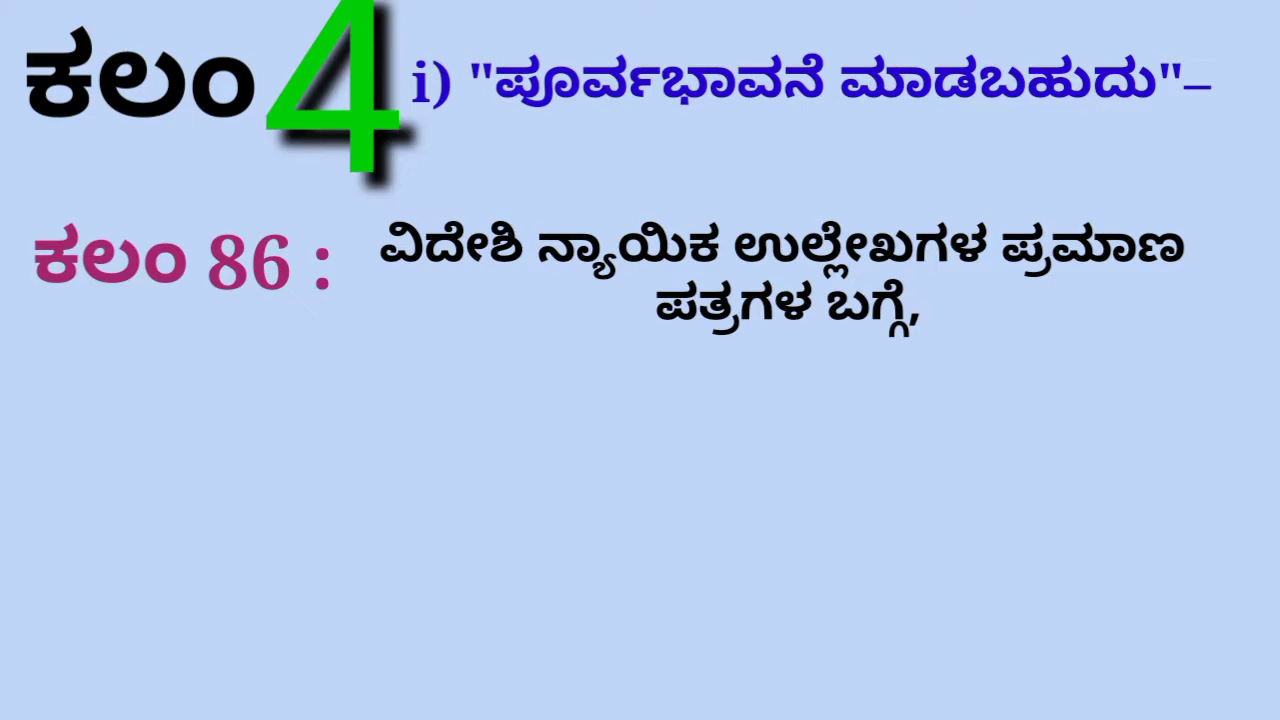 ಕಲಂ 4 i) "ಪೂರ್ವಭಾವನೆ ಮಾಡಬಹುದು"–
ಕಲಂ 86 : ವಿದೇಶಿ ನ್ಯಾಯಿಕ ಉಲ್ಲೇಖಗಳ ಪ್ರಮಾಣ
ಪತ್ರಗಳ ಬಗ್ಗೆ,